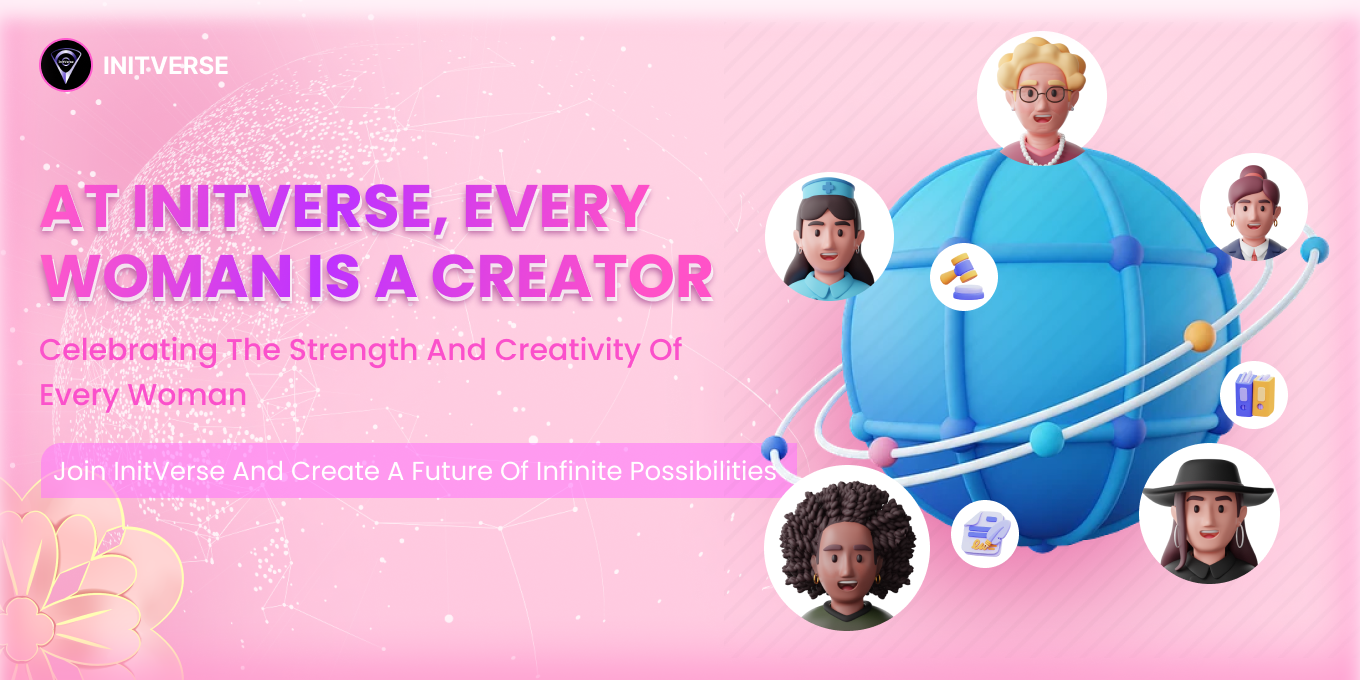 INITVERSE
AT INITVERSE, EVERY
WOMAN IS A CREATOR
Celebrating The Strength And Creativity Of
Every Woman
Join InitVerse And Create A Future Of Infinite Possibilities